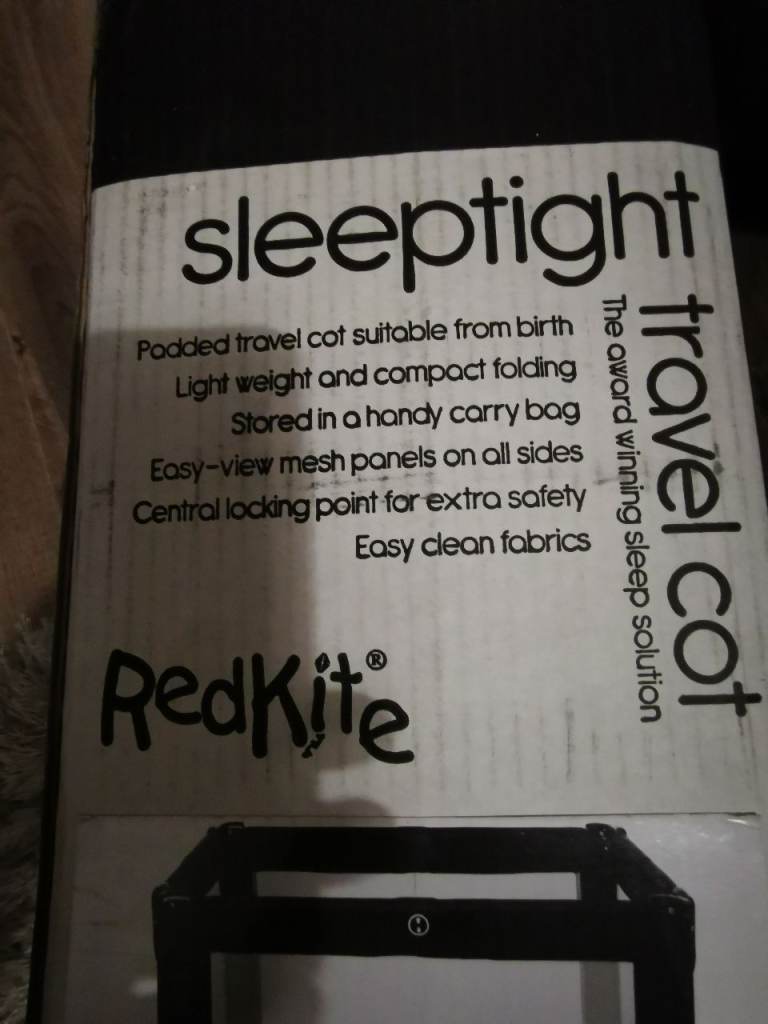 sleeptight
travel cot
The award winning sleep solution
Padded travel cot suitable from birth
Light weight and compact folding
Stored in a handy carry bag
Easy-view mesh panels on all sides
Central locking point for extra safety
Easy clean fabrics
RedKite®